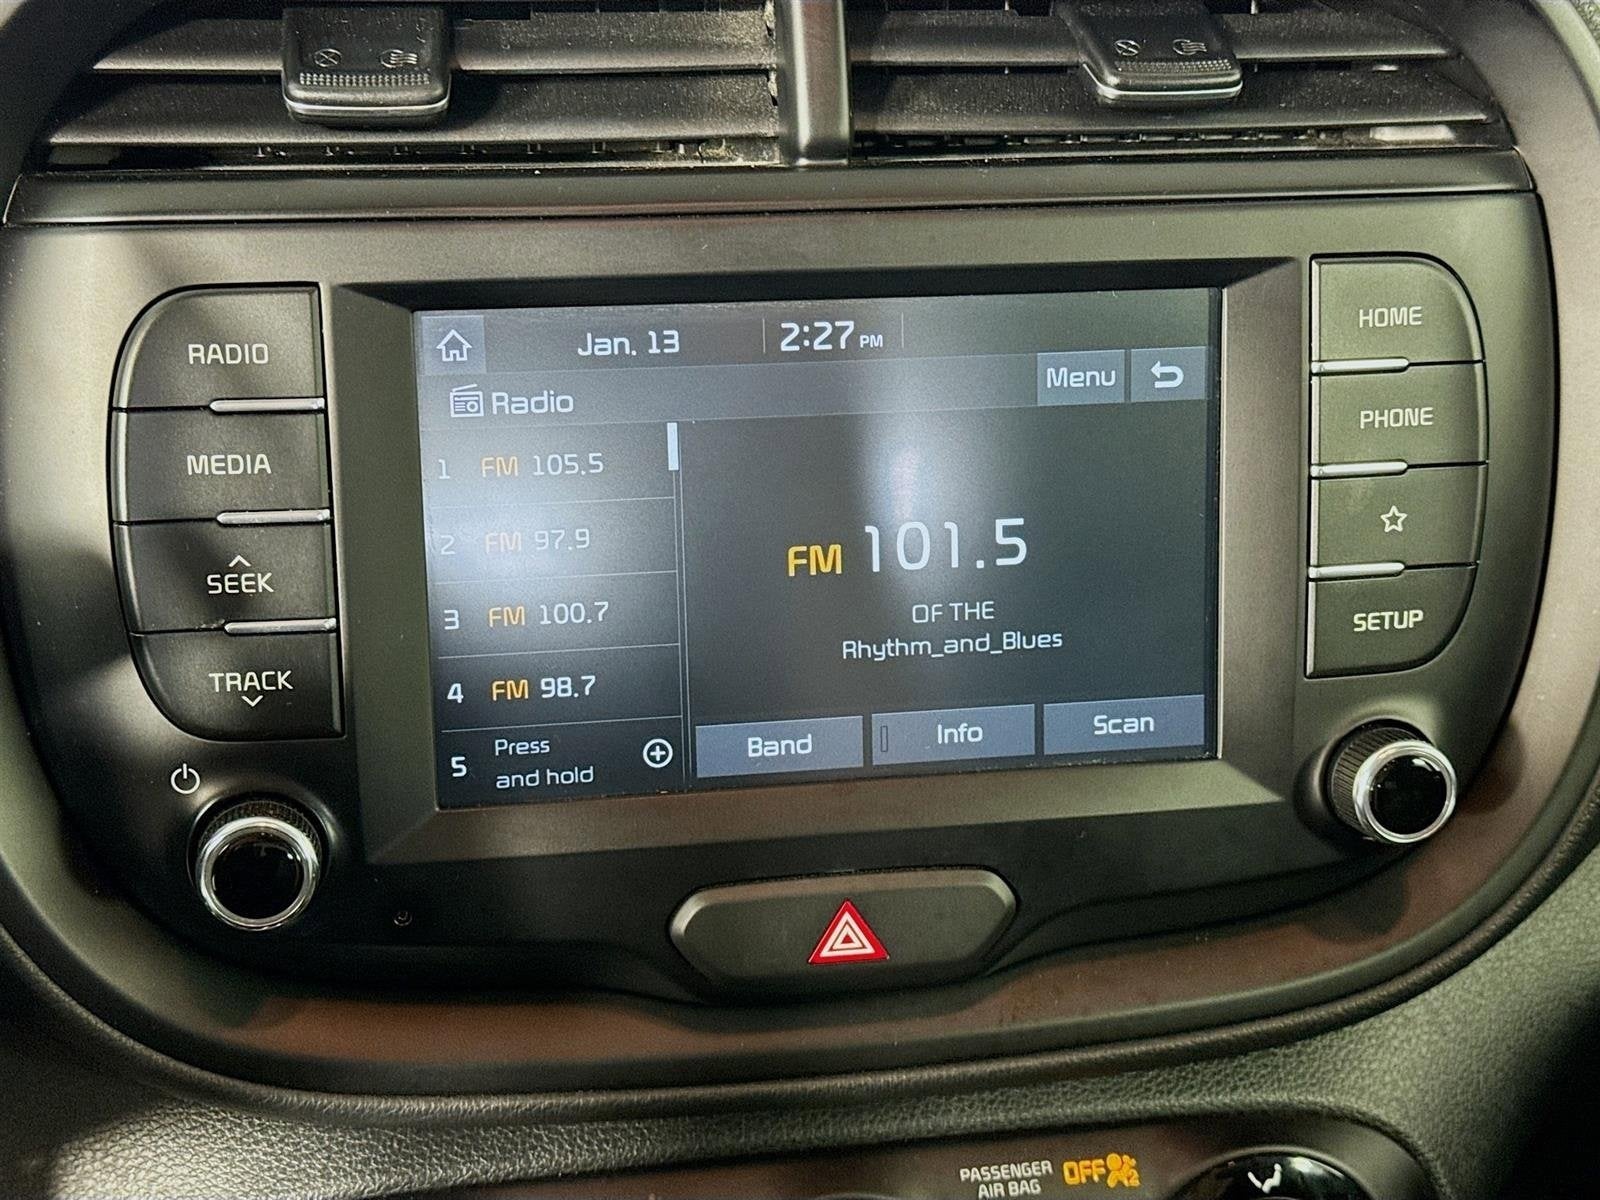 Jan. 13 2:27 PM
Radio Menu
1 FM 105.5
2 FM 97.9
3 FM 100.7
4 FM 98.7
5 Press
and hold
FM 101.5
OF THE
Rhythm_and_Blues
Band Info Scan
RADIO
MEDIA
SEEK
TRACK
HOME
PHONE
SETUP
PASSENGER
AIR BAG
OFF
2